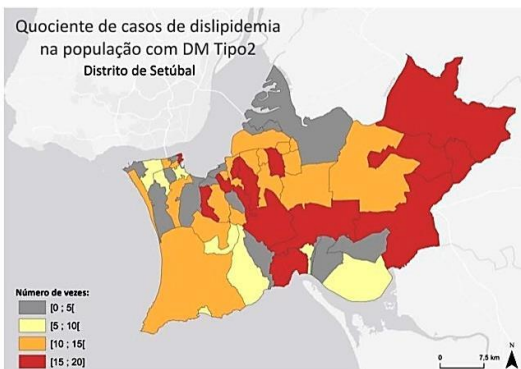 Quociente de casos de dislipidemia
na população com DM Tipo2
Distrito de Setúbal
Número de vezes:
[0 ; 5[
[5 ; 10[
[10 ; 15[
[15 ; 20]
0 7,5 km
N